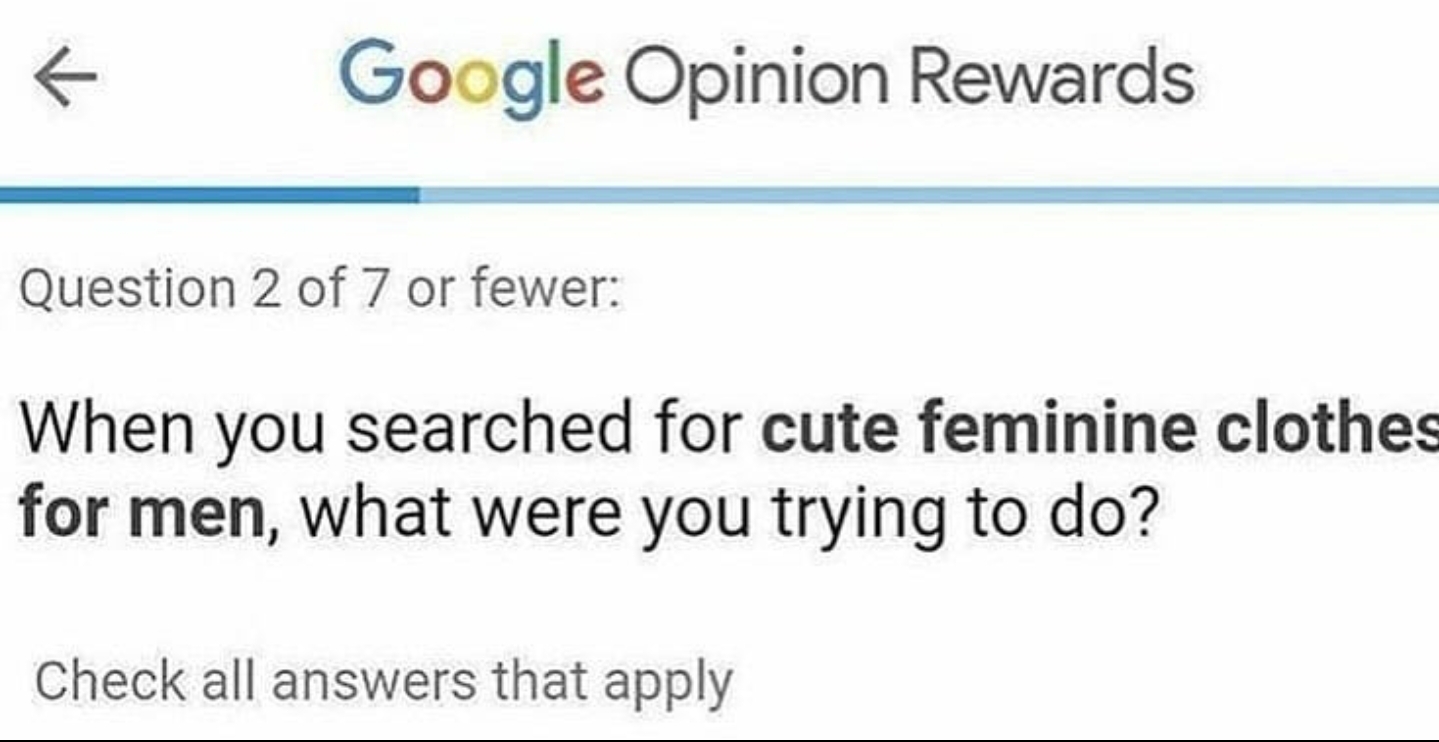 Google Opinion Rewards
Question 2 of 7 or fewer:
When you searched for cute feminine clothes
for men, what were you trying to do?
Check all answers that apply